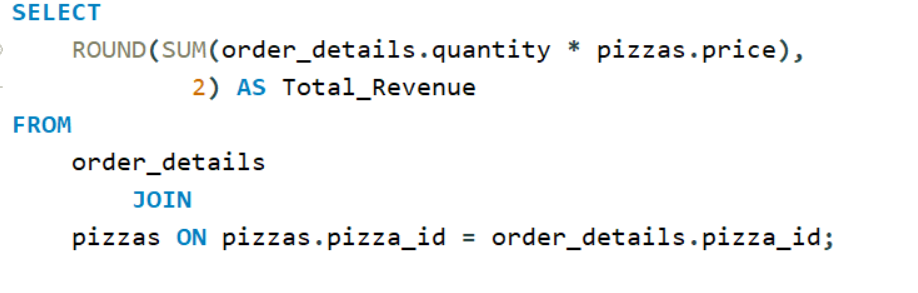 SELECT
ROUND(SUM(order_details.quantity * pizzas.price),
2) AS Total_Revenue
FROM
order_details
JOIN
pizzas ON pizzas.pizza_id = order_details.pizza_id;